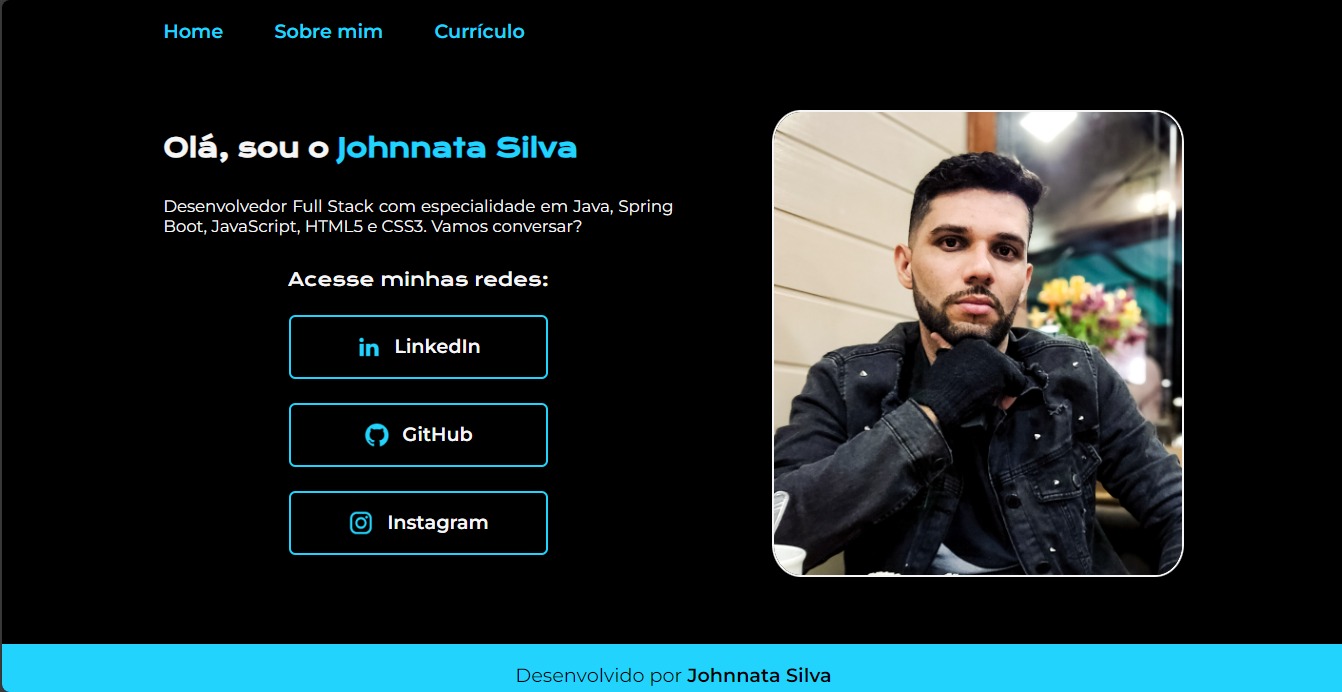 Home Sobre mim Currículo
Olá, sou o Johnnata Silva
Desenvolvedor Full Stack com especialidade em Java, Spring
Boot, JavaScript, HTML5 e CSS3. Vamos conversar?
Acesse minhas redes:
in LinkedIn
GitHub
Instagram
Desenvolvido por Johnnata Silva